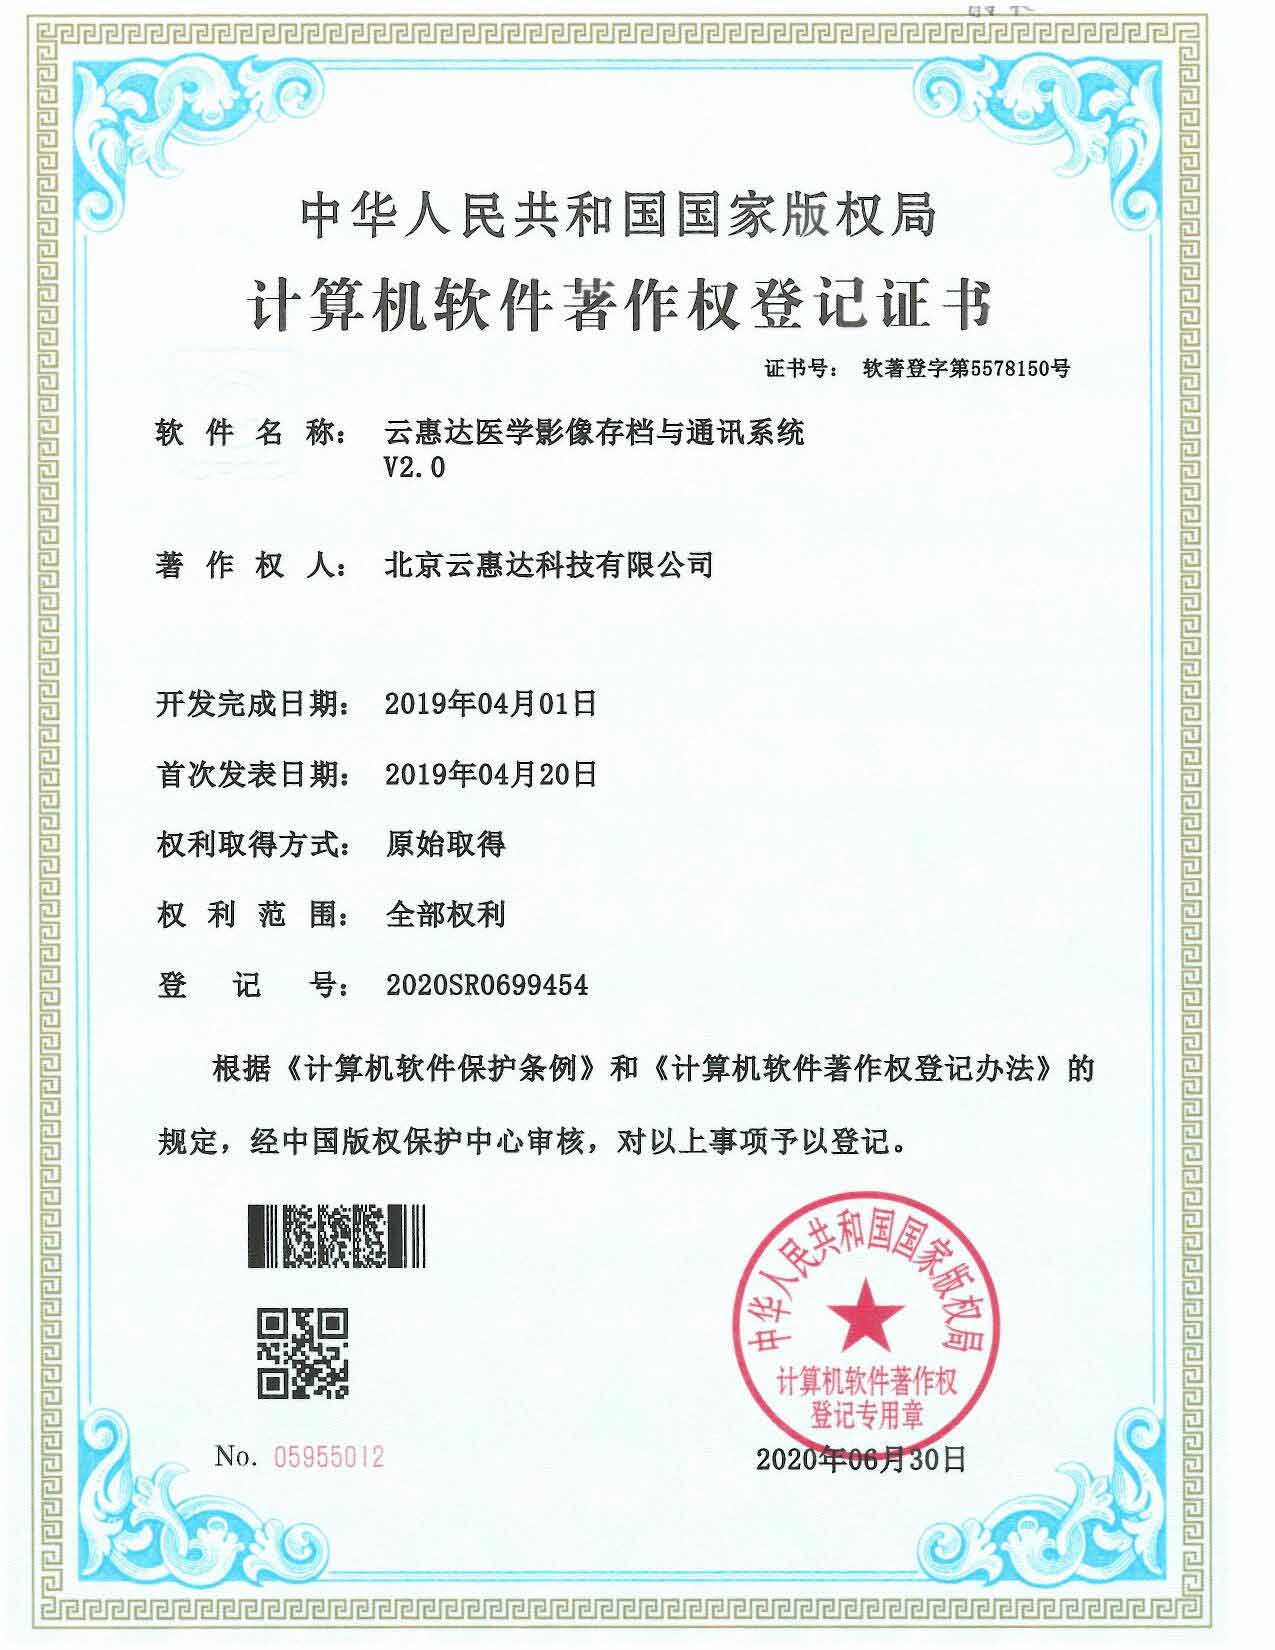 中华人民共和国国家版权局
计算机软件著作权登记证书
证书号： 软著登字第5578150号
软件名称： 云惠达医学影像存档与通讯系统
V2.0
著作权人： 北京云惠达科技有限公司
开发完成日期： 2019年04月01日
首次发表日期： 2019年04月20日
权利取得方式： 原始取得
权利范围： 全部权利
登记号： 2020SR0699454
根据《计算机软件保护条例》和《计算机软件著作权登记办法》的
规定，经中国版权保护中心审核，对以上事项予以登记。
中华人民共和国国家版权局
计算机软件著作权
登记专用章
No. 05955012
2020年06月30日